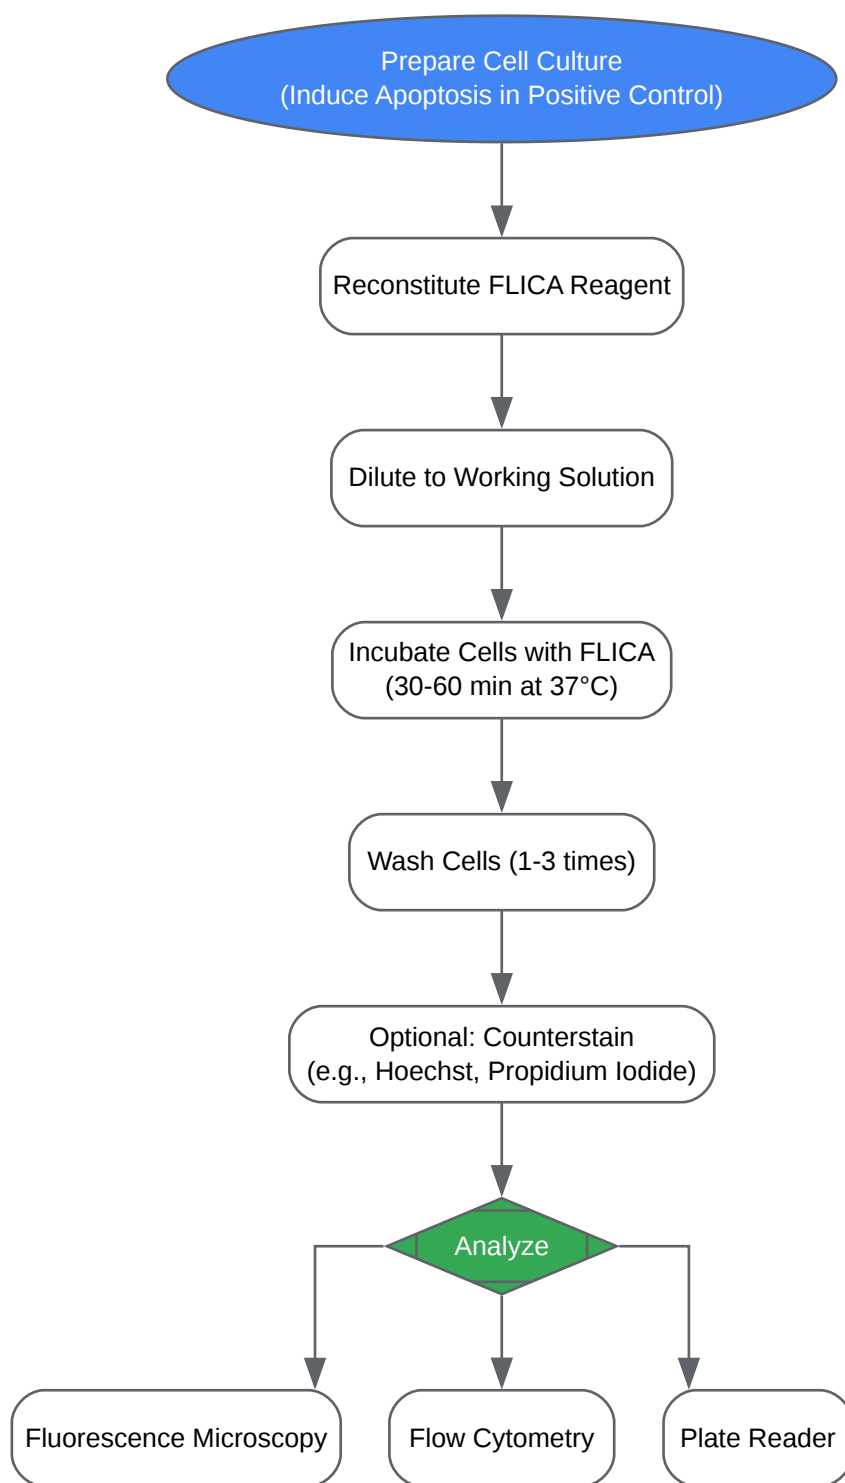 Prepare Cell Culture
(Induce Apoptosis in Positive Control)
Reconstitute FLICA Reagent
Dilute to Working Solution
Incubate Cells with FLICA
(30-60 min at 37°C)
Wash Cells (1-3 times)
Optional: Counterstain
(e.g., Hoechst, Propidium Iodide)
Analyze
Fluorescence Microscopy
Flow Cytometry
Plate Reader